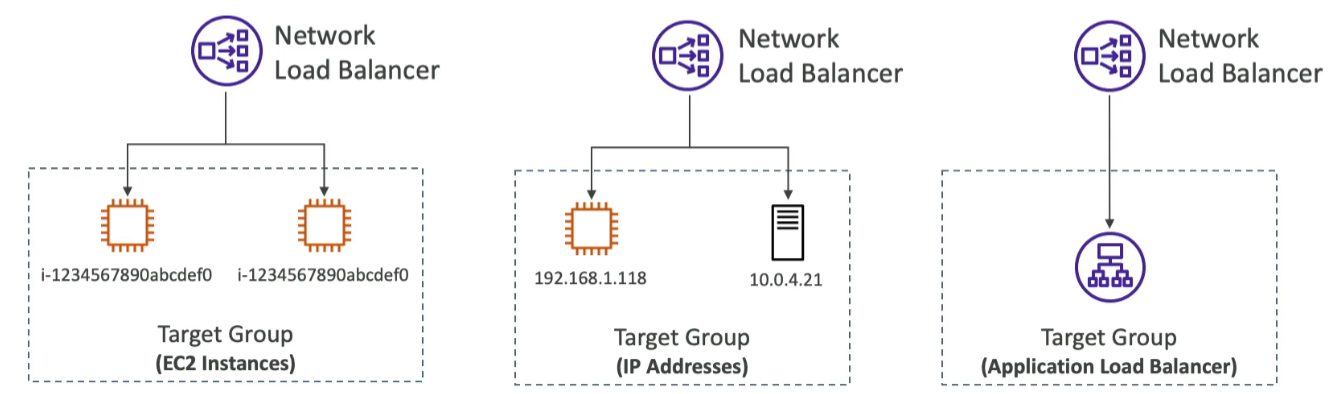 Network
Load Balancer
i-1234567890abcdef0
i-1234567890abcdef0
Target Group
(EC2 Instances)
Network
Load Balancer
192.168.1.118
10.0.4.21
Target Group
(IP Addresses)
Network
Load Balancer
Target Group
(Application Load Balancer)